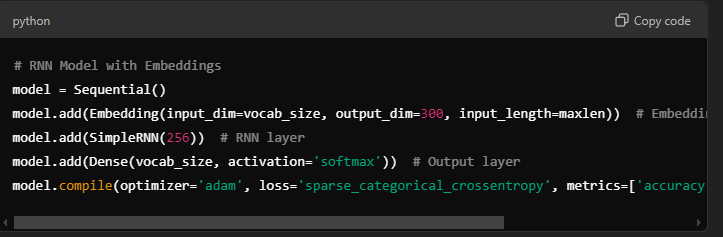 python
Copy code
# RNN Model with Embeddings
model = Sequential()
model.add(Embedding(input_dim=vocab_size, output_dim=300, input_length=maxlen))  #
model.add(SimpleRNN(256))  # RNN layer
model.add(Dense(vocab_size, activation='softmax'))  # Output layer
model.compile(optimizer='adam', loss='sparse_categorical_crossentropy', metrics=['accuracy